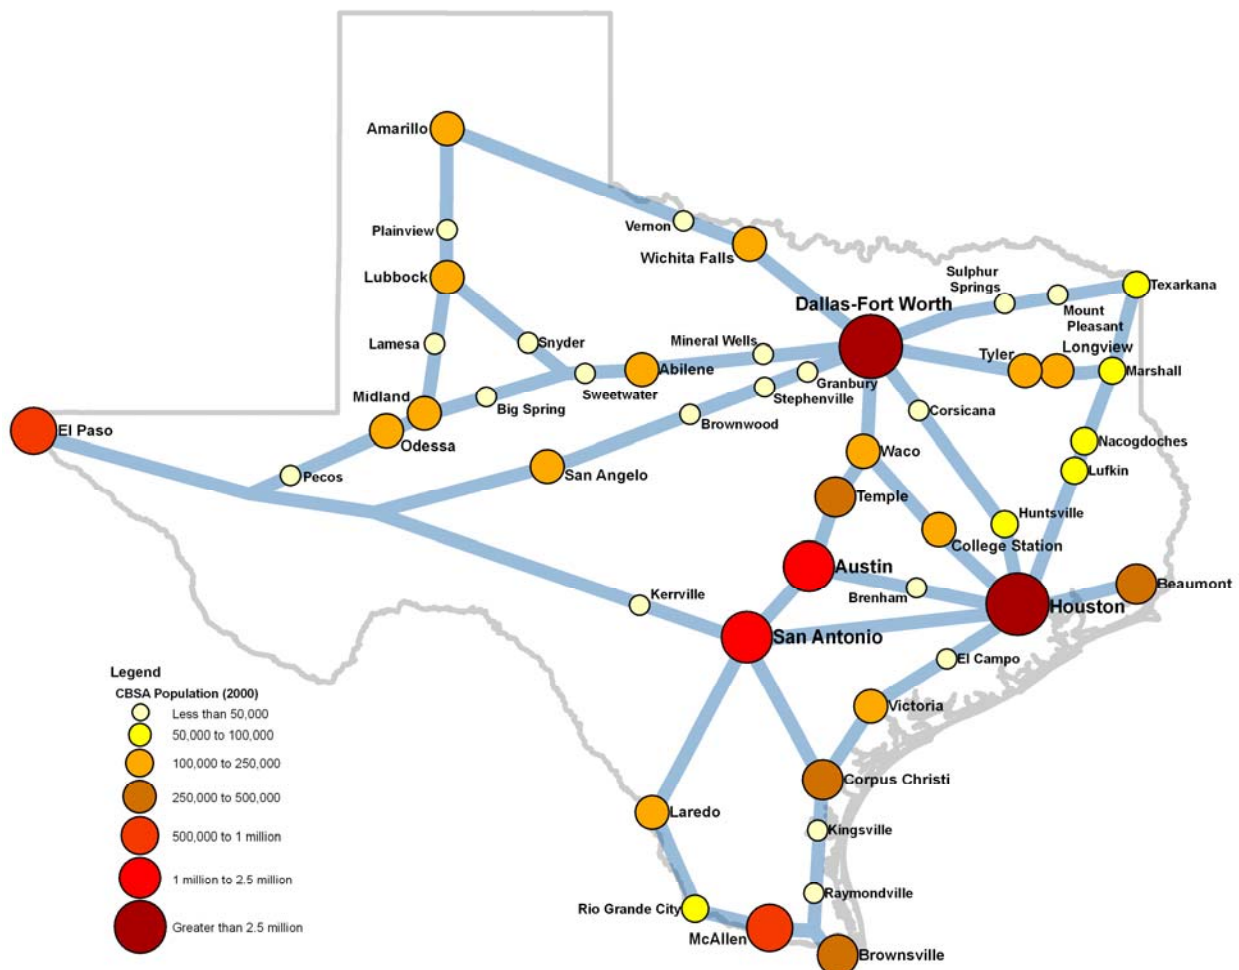 Amarillo
Plainview
Lubbock
Vernon
Wichita Falls
Sulphur
Springs
Texarkana
Mount
Pleasant
Dallas-Fort Worth
Lamesa
Snyder
Mineral Wells
Tyler
Longview
Marshall
Abilene
Sweetwater
Granbury
Stephenville
Midland
Big Spring
Brownwood
Corsicana
El Paso
Odessa
Waco
Nacogdoches
Pecos
San Angelo
Lufkin
Temple
Huntsville
College Station
Austin
Beaumont
Kerrville
Brenham
Houston
San Antonio
El Campo
Victoria
Corpus Christi
Laredo
Kingsville
Raymondville
Rio Grande City
McAllen
Brownsville
Legend
CBSA Population (2000)
Less than 50,000
50,000 to 100,000
100,000 to 250,000
250,000 to 500,000
500,000 to 1 million
1 million to 2.5 million
Greater than 2.5 million